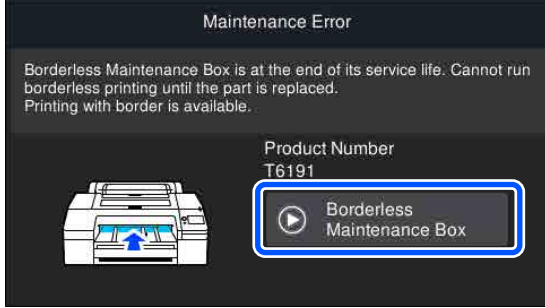 Maintenance Error
Borderless Maintenance Box is at the end of its service life. Cannot run
borderless printing until the part is replaced.
Printing with border is available.
Product Number
T6191
Borderless
Maintenance Box